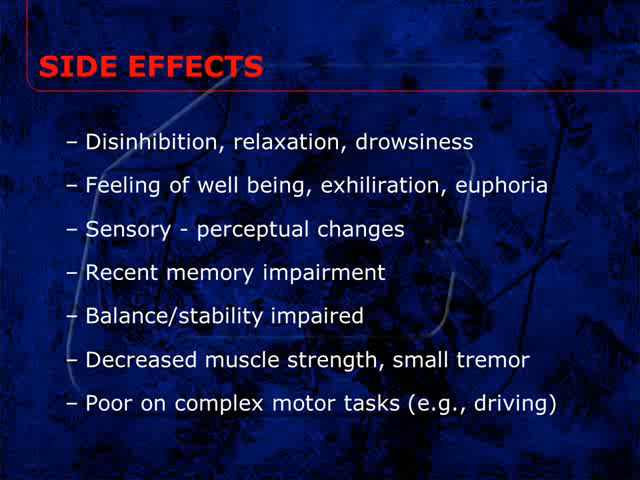 SIDE EFFECTS
– Disinhibition, relaxation, drowsiness
– Feeling of well being, exhiliration, euphoria
– Sensory - perceptual changes
– Recent memory impairment
– Balance/stability impaired
– Decreased muscle strength, small tremor
– Poor on complex motor tasks (e.g., driving)